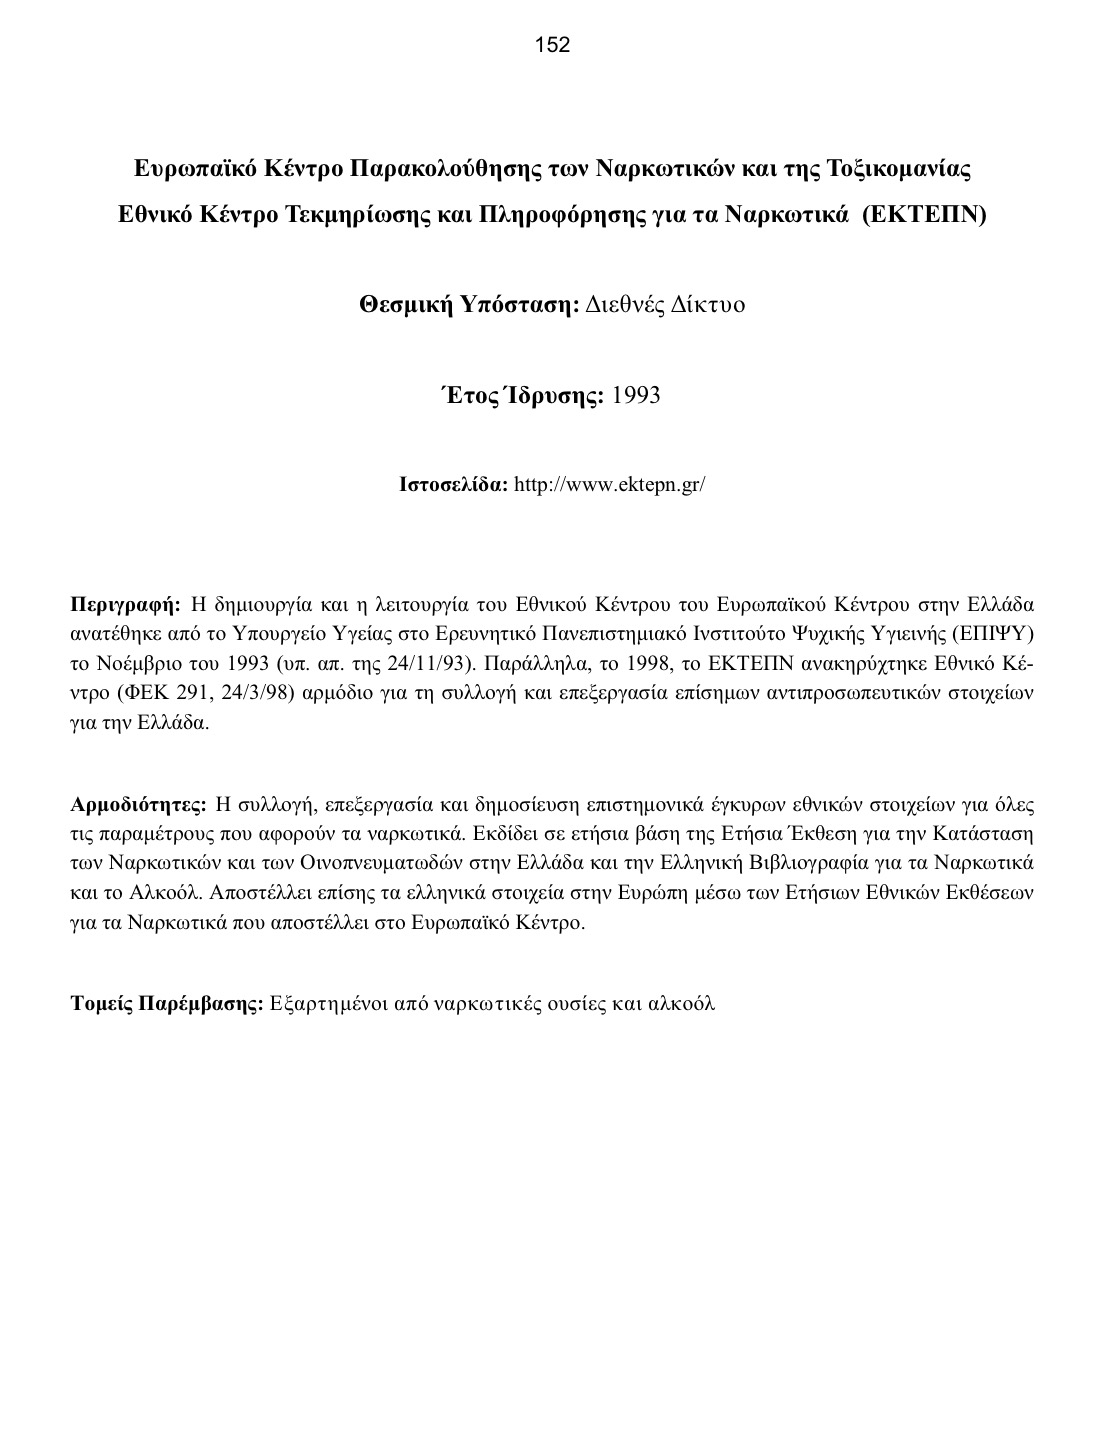 152
Ευρωπαϊκό Κέντρο Παρακολούθησης των Ναρκωτικών και της Τοξικομανίας
Εθνικό Κέντρο Τεκμηρίωσης και Πληροφόρησης για τα Ναρκωτικά (ΕΚΤΕΠΝ)
Θεσμική Υπόσταση: Διεθνές Δίκτυο
Έτος Ίδρυσης: 1993
Ιστοσελίδα: http://www.ektepn.gr/
Περιγραφή: Η δημιουργία και η λειτουργία του Εθνικού Κέντρου του Ευρωπαϊκού Κέντρου στην Ελλάδα
ανατέθηκε από το Υπουργείο Υγείας στο Ερευνητικό Πανεπιστημιακό Ινστιτούτο Ψυχικής Υγιεινής (ΕΠΙΨΥ)
το Νοέμβριο του 1993 (υπ. απ. της 24/11/93). Παράλληλα, το 1998, το ΕΚΤΕΠΝ ανακηρύχτηκε Εθνικό Κέ-
ντρο (ΦΕΚ 291, 24/3/98) αρμόδιο για τη συλλογή και επεξεργασία επίσημων αντιπροσωπευτικών στοιχείων
για την Ελλάδα.
Αρμοδιότητες: Η συλλογή, επεξεργασία και δημοσίευση επιστημονικά έγκυρων εθνικών στοιχείων για όλες
τις παραμέτρους που αφορούν τα ναρκωτικά. Εκδίδει σε ετήσια βάση της Ετήσια Έκθεση για την Κατάσταση
των Ναρκωτικών και των Οινοπνευματωδών στην Ελλάδα και την Ελληνική Βιβλιογραφία για τα Ναρκωτικά
και το Αλκοόλ. Αποστέλλει επίσης τα ελληνικά στοιχεία στην Ευρώπη μέσω των Ετήσιων Εθνικών Εκθέσεων
για τα Ναρκωτικά που αποστέλλει στο Ευρωπαϊκό Κέντρο.
Τομείς Παρέμβασης: Εξαρτημένοι από ναρκωτικές ουσίες και αλκοόλ